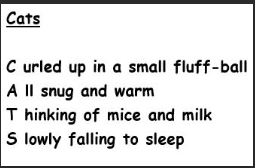 Cats
C urled up in a small fluff-ball
A ll snug and warm
T hinking of mice and milk
S lowly falling to sleep